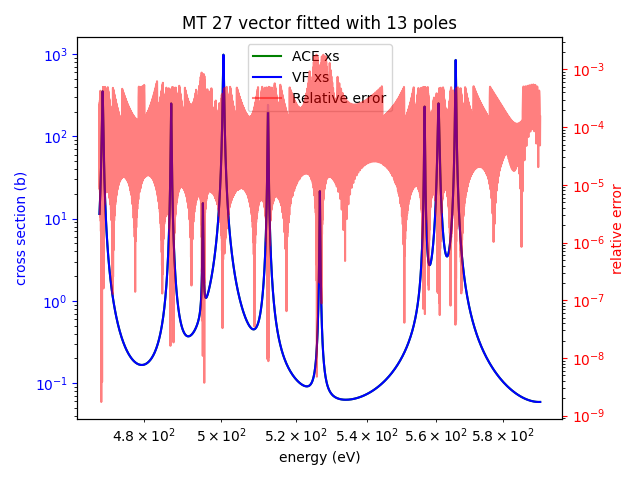 MT 27 vector fitted with 13 poles
ACE xs
VF xs
Relative error
cross section (b)
10³
10²
10¹
10⁰
10⁻¹
10⁻³
10⁻⁴
10⁻⁵
10⁻⁶
10⁻⁷
10⁻⁸
10⁻⁹
relative error
4.8 × 10² 5 × 10² 5.2 × 10² 5.4 × 10² 5.6 × 10² 5.8 × 10²
energy (eV)